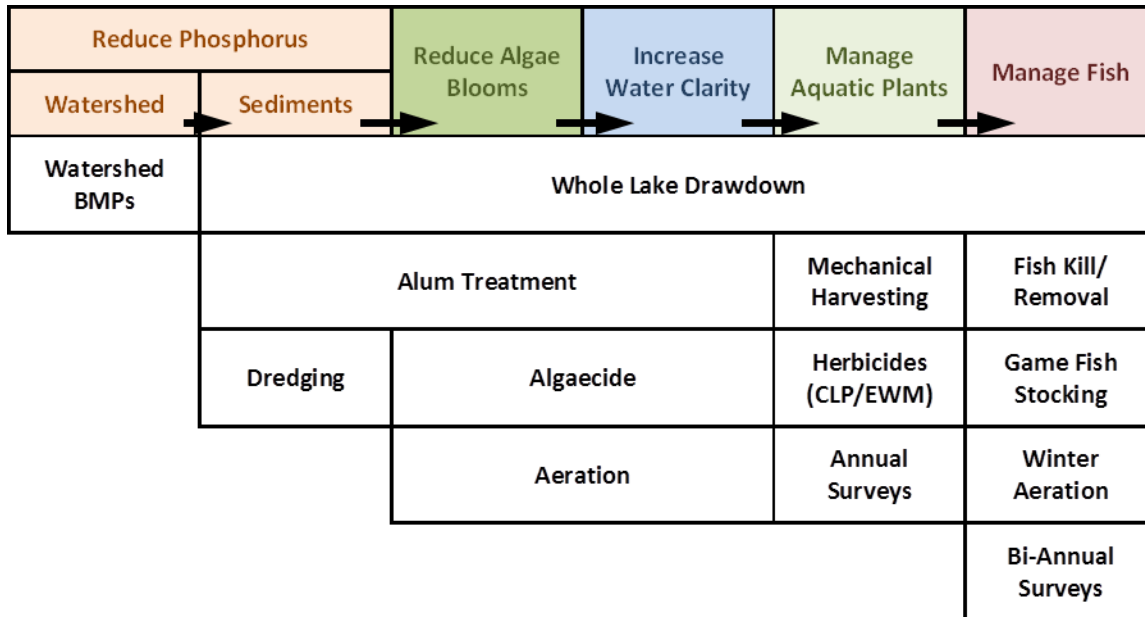 Reduce Phosphorus
Watershed
Sediments
Reduce Algae
Blooms
Increase
Water Clarity
Manage
Aquatic Plants
Manage Fish
Watershed
BMPs
Whole Lake Drawdown
Alum Treatment
Mechanical
Harvesting
Fish Kill/
Removal
Dredging
Algaecide
Herbicides
(CLP/EWM)
Game Fish
Stocking
Aeration
Annual
Surveys
Winter
Aeration
Bi-Annual
Surveys